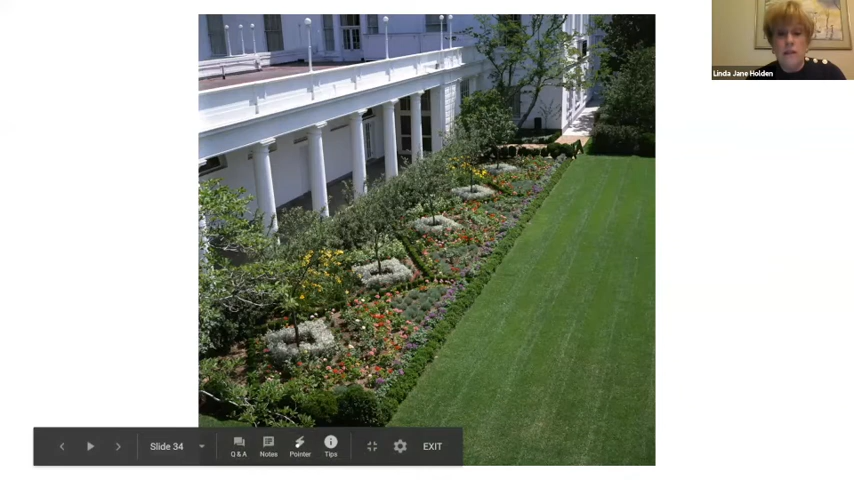 Linda Jane Holden
Slide 34
Q & A
Notes
Pointer
Tips
EXIT